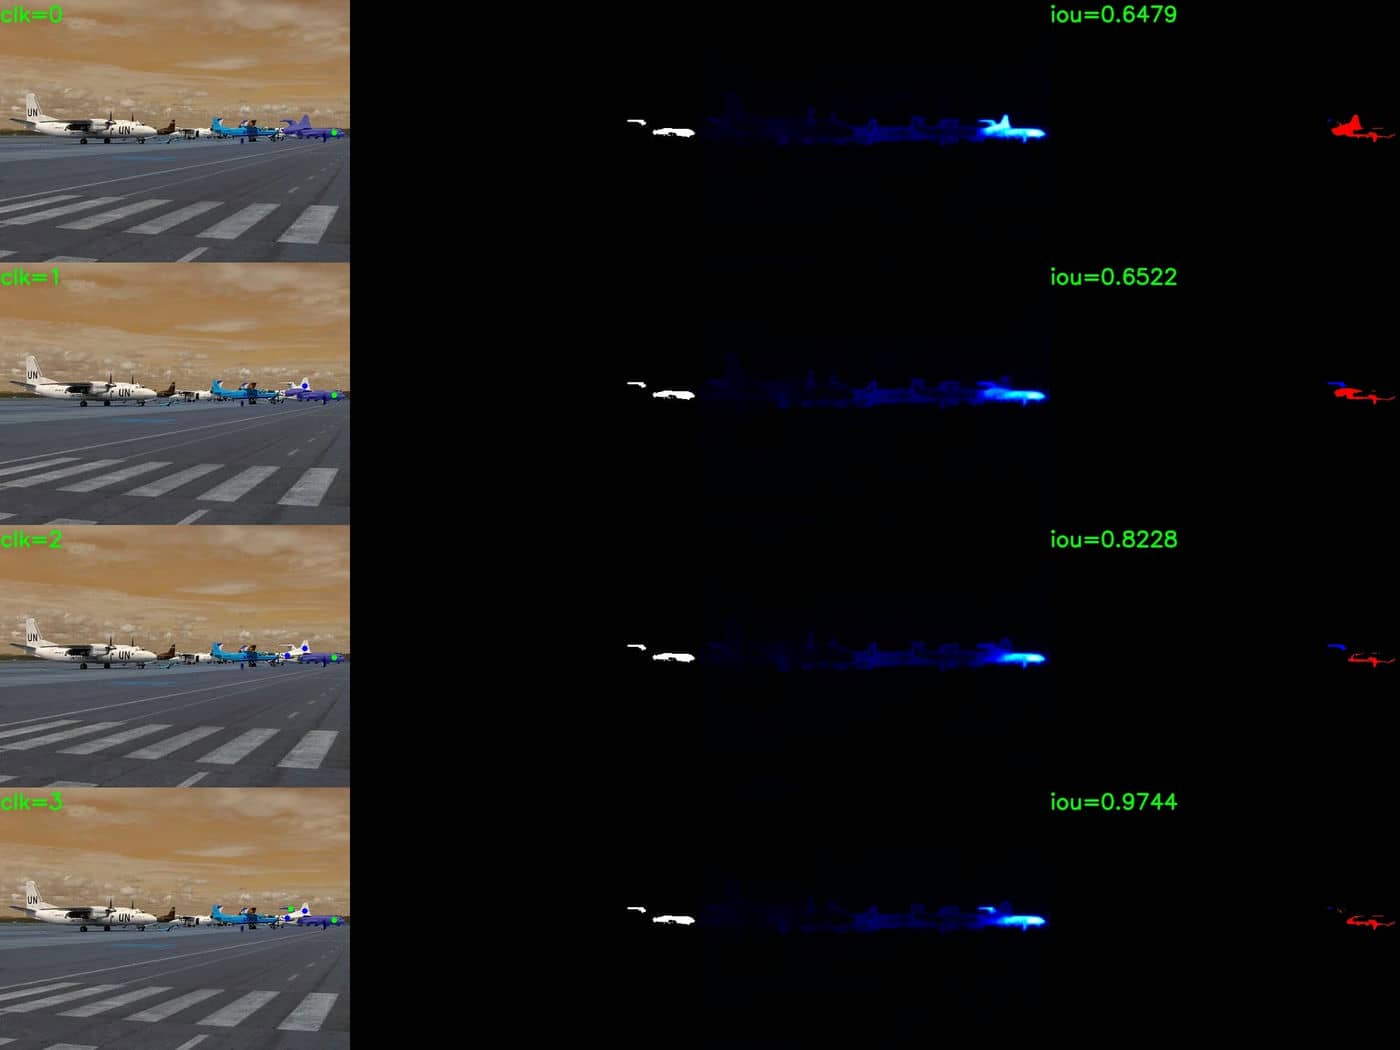 clk=0
iou=0.6479
UN
UN
clk=1
iou=0.6522
UN
UN
clk=2
iou=0.8228
UN
UN
clk=3
iou=0.9744
UN
UN